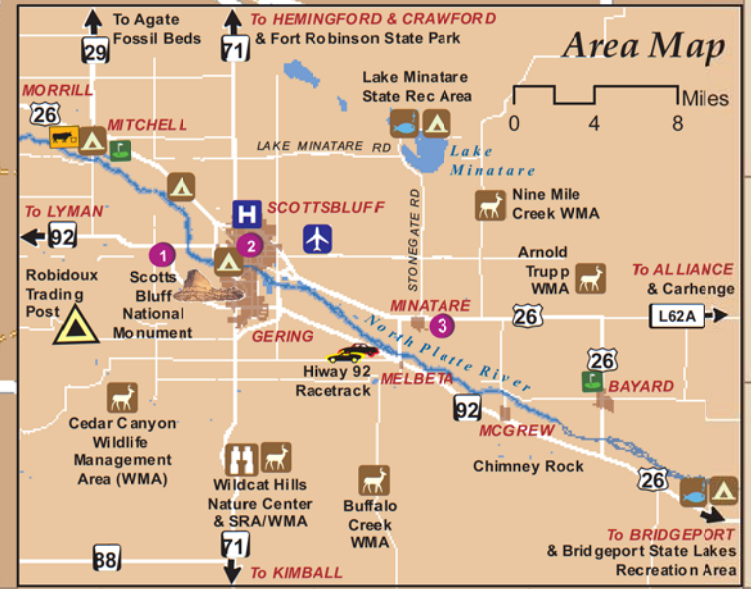 To Agate
Fossil Beds
29
To HEMINGFORD & CRAWFORD
& Fort Robinson State Park
71
Area Map
Miles
0 4 8
MORRILL
26
MITCHELL
Lake Minatare
State Rec Area
LAKE MINATARE RD
Lake
Minatare
STONEGATE RD
Nine Mile
Creek WMA
To LYMAN
92
H
SCOTTSBLUFF
1
2
Robidoux
Trading
Post
Scotts
Bluff
National
Monument
Arnold
Trupp
WMA
To ALLIANCE
& Carhenge
L62A
MINATARE
3
26
GERING
North Platte River
Hiway 92
Racetrack
MELBETA
26
BAYARD
92
MCGREW
Cedar Canyon
Wildlife
Management
Area (WMA)
Chimney Rock
Wildcat Hills
Nature Center
& SRA/WMA
Buffalo
Creek
WMA
26
71
88
To KIMBALL
To BRIDGEPORT
& Bridgeport State Lakes
Recreation Area